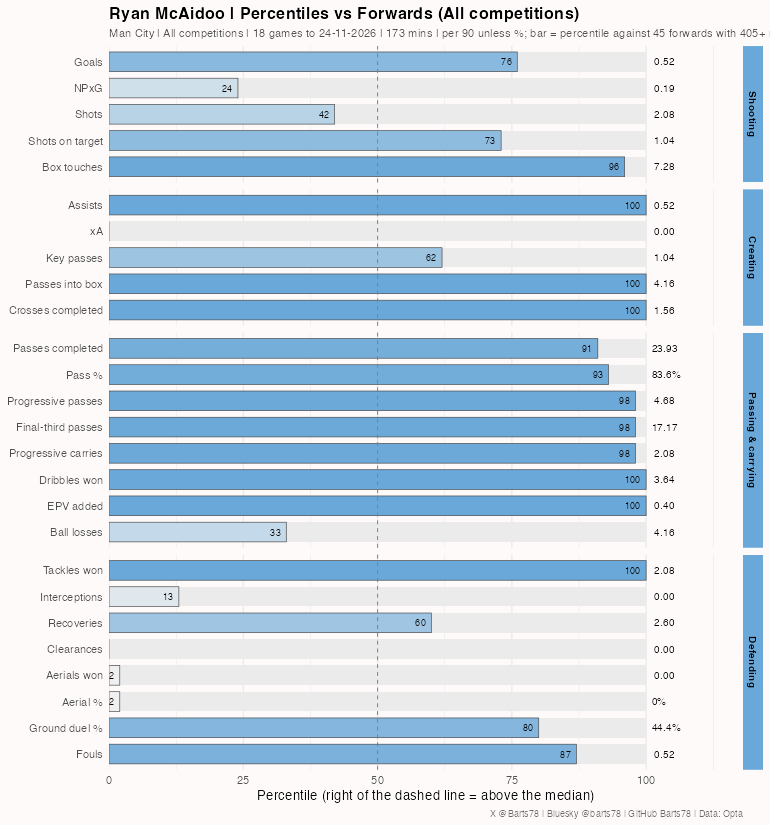 Ryan McAidoo | Percentiles vs Forwards (All competitions)
Man City | All competitions | 18 games to 24-11-2026 | 173 mins | per 90 unless %; bar = percentile against 45 forwards with 405+
Goals 76 0.52
NPxG 24 0.19
Shots 42 2.08
Shots on target 73 1.04
Box touches 96 7.28
Shooting
Assists 100 0.52
xA 0.00
Key passes 62 1.04
Passes into box 100 4.16
Crosses completed 100 1.56
Creating
Passes completed 91 23.93
Pass % 93 83.6%
Progressive passes 98 4.68
Final-third passes 98 17.17
Progressive carries 98 2.08
Dribbles won 100 3.64
EPV added 100 0.40
Ball losses 33 4.16
Passing & carrying
Tackles won 100 2.08
Interceptions 13 0.00
Recoveries 60 2.60
Clearances 0.00
Aerials won 2 0.00
Aerial % 2 0%
Ground duel % 80 44.4%
Fouls 87 0.52
Defending
0 25 50 75 100
Percentile (right of the dashed line = above the median)
X @Barts78 | Bluesky @barts78 | GitHub Barts78 | Data: Opta